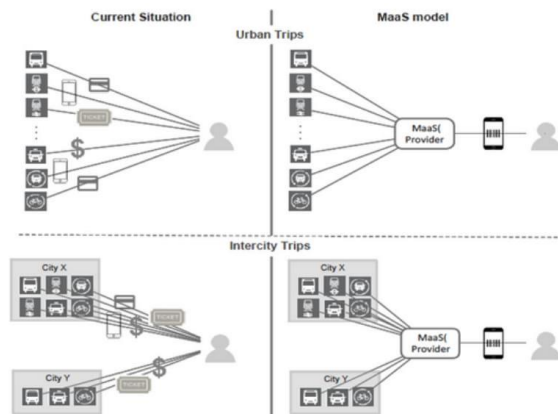 Current Situation
MaaS model
Urban Trips
TICKET
$
MaaS(
Provider
Intercity Trips
City X
TICKET
$
$
City Y
TICKET
City X
MaaS(
Provider
City Y